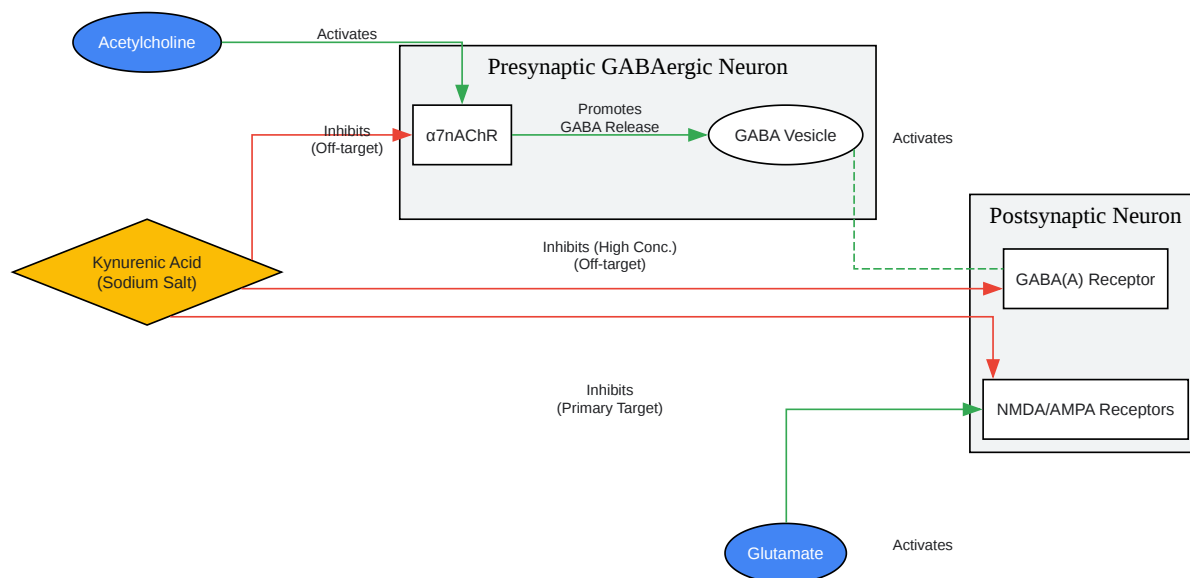 Acetylcholine
Activates
Presynaptic GABAergic Neuron
Inhibits
(Off-target)
α7nAChR
Promotes
GABA Release
GABA Vesicle
Activates
Postsynaptic Neuron
Kynurenic Acid
(Sodium Salt)
Inhibits (High Conc.)
(Off-target)
GABA(A) Receptor
Inhibits
(Primary Target)
NMDA/AMPA Receptors
Glutamate
Activates